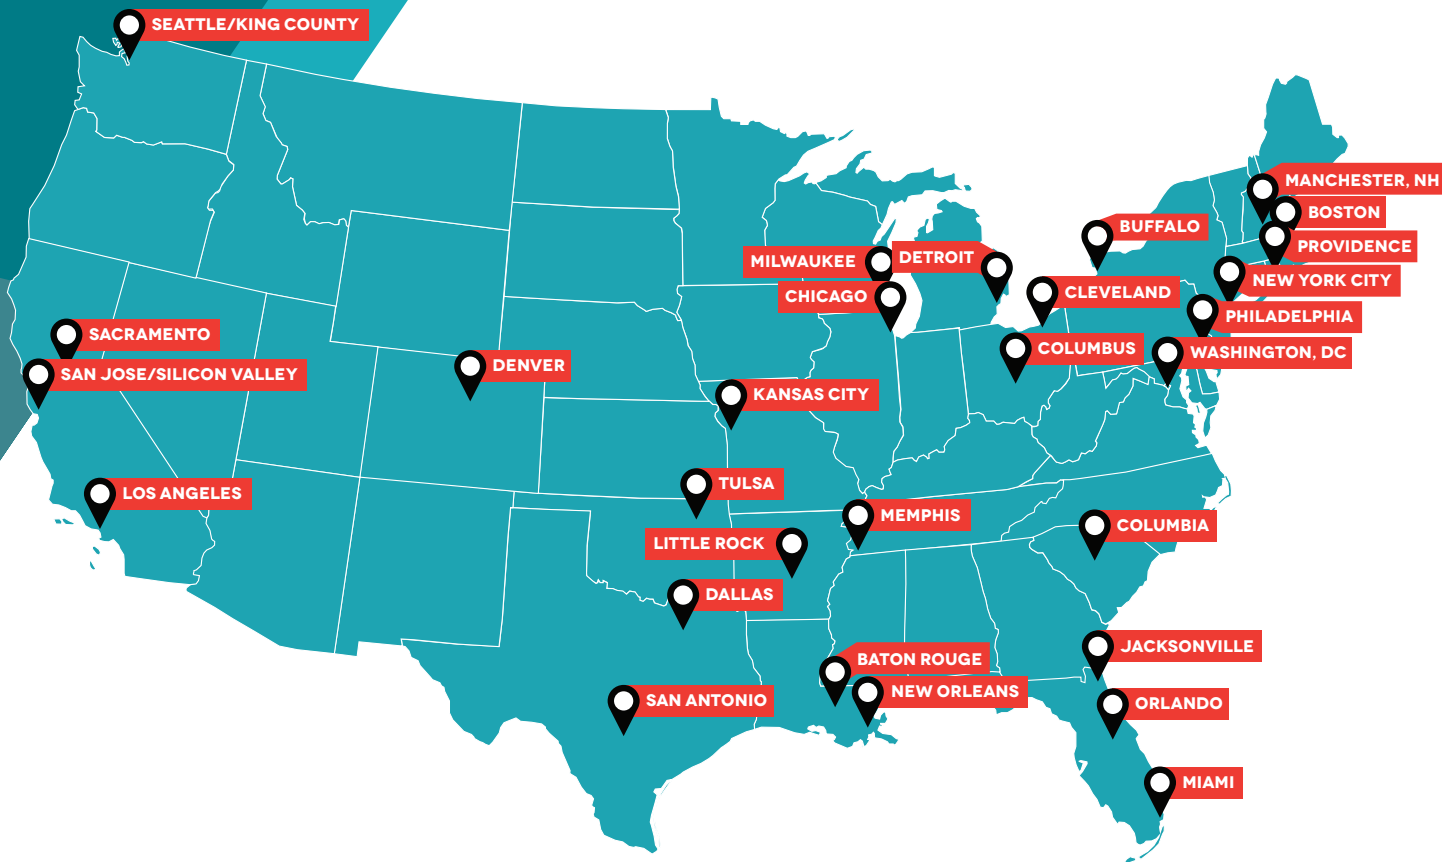 SEATTLE/KING COUNTY
MANCHESTER, NH
BOSTON
BUFFALO
PROVIDENCE
MILWAUKEE
DETROIT
NEW YORK CITY
CHICAGO
CLEVELAND
PHILADELPHIA
SACRAMENTO
COLUMBUS
WASHINGTON, DC
SAN JOSE/SILICON VALLEY
DENVER
KANSAS CITY
TULSA
LOS ANGELES
MEMPHIS
COLUMBIA
LITTLE ROCK
DALLAS
JACKSONVILLE
BATON ROUGE
NEW ORLEANS
SAN ANTONIO
ORLANDO
MIAMI